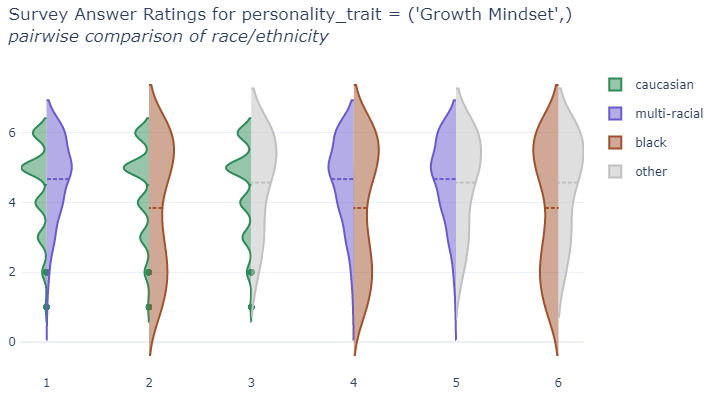 Survey Answer Ratings for personality_trait = ('Growth Mindset',)
pairwise comparison of race/ethnicity
caucasian
multi-racial
black
other
6
4
2
0
1 2 3 4 5 6